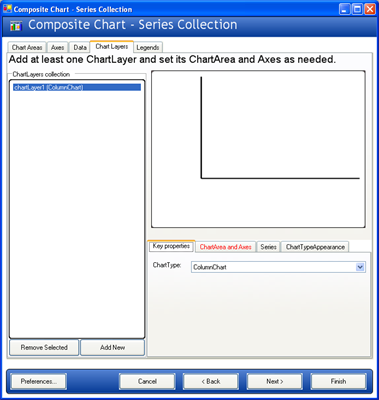 Composite Chart - Series Collection
Composite Chart - Series Collection
Chart Areas Axes Data Chart Layers Legends
Add at least one ChartLayer and set its ChartArea and Axes as needed.
ChartLayers collection
chartLayer1 (ColumnChart)
Key properties ChartArea and Axes Series ChartTypeAppearance
ChartType: ColumnChart
Remove Selected Add New
Preferences... Cancel < Back Next > Finish